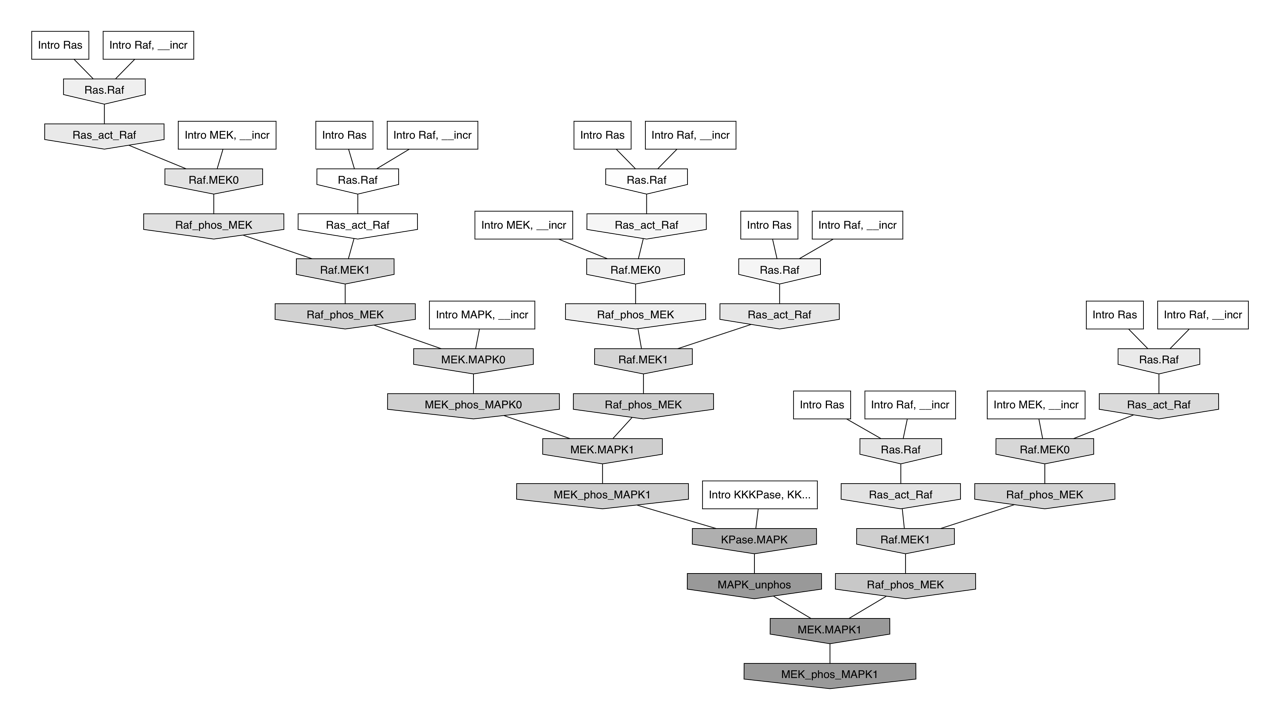 Intro Ras
Intro Raf, __incr
Ras.Raf
Ras_act_Raf
Intro MEK, __incr
Intro Ras
Intro Raf, __incr
Intro Ras
Intro Raf, __incr
Raf.MEK0
Ras.Raf
Ras.Raf
Raf_phos_MEK
Ras_act_Raf
Intro MEK, __incr
Ras_act_Raf
Intro Ras
Intro Raf, __incr
Raf.MEK1
Raf.MEK0
Ras.Raf
Raf_phos_MEK
Intro MAPK, __incr
Raf_phos_MEK
Ras_act_Raf
Intro Ras
Intro Raf, __incr
MEK.MAPK0
Raf.MEK1
Ras.Raf
MEK_phos_MAPK0
Raf_phos_MEK
Intro Ras
Intro Raf, __incr
Intro MEK, __incr
Ras_act_Raf
MEK.MAPK1
Ras.Raf
Raf.MEK0
MEK_phos_MAPK1
Intro KKKPase, KK...
Ras_act_Raf
Raf_phos_MEK
KPase.MAPK
Raf.MEK1
MAPK_unphos
Raf_phos_MEK
MEK.MAPK1
MEK_phos_MAPK1